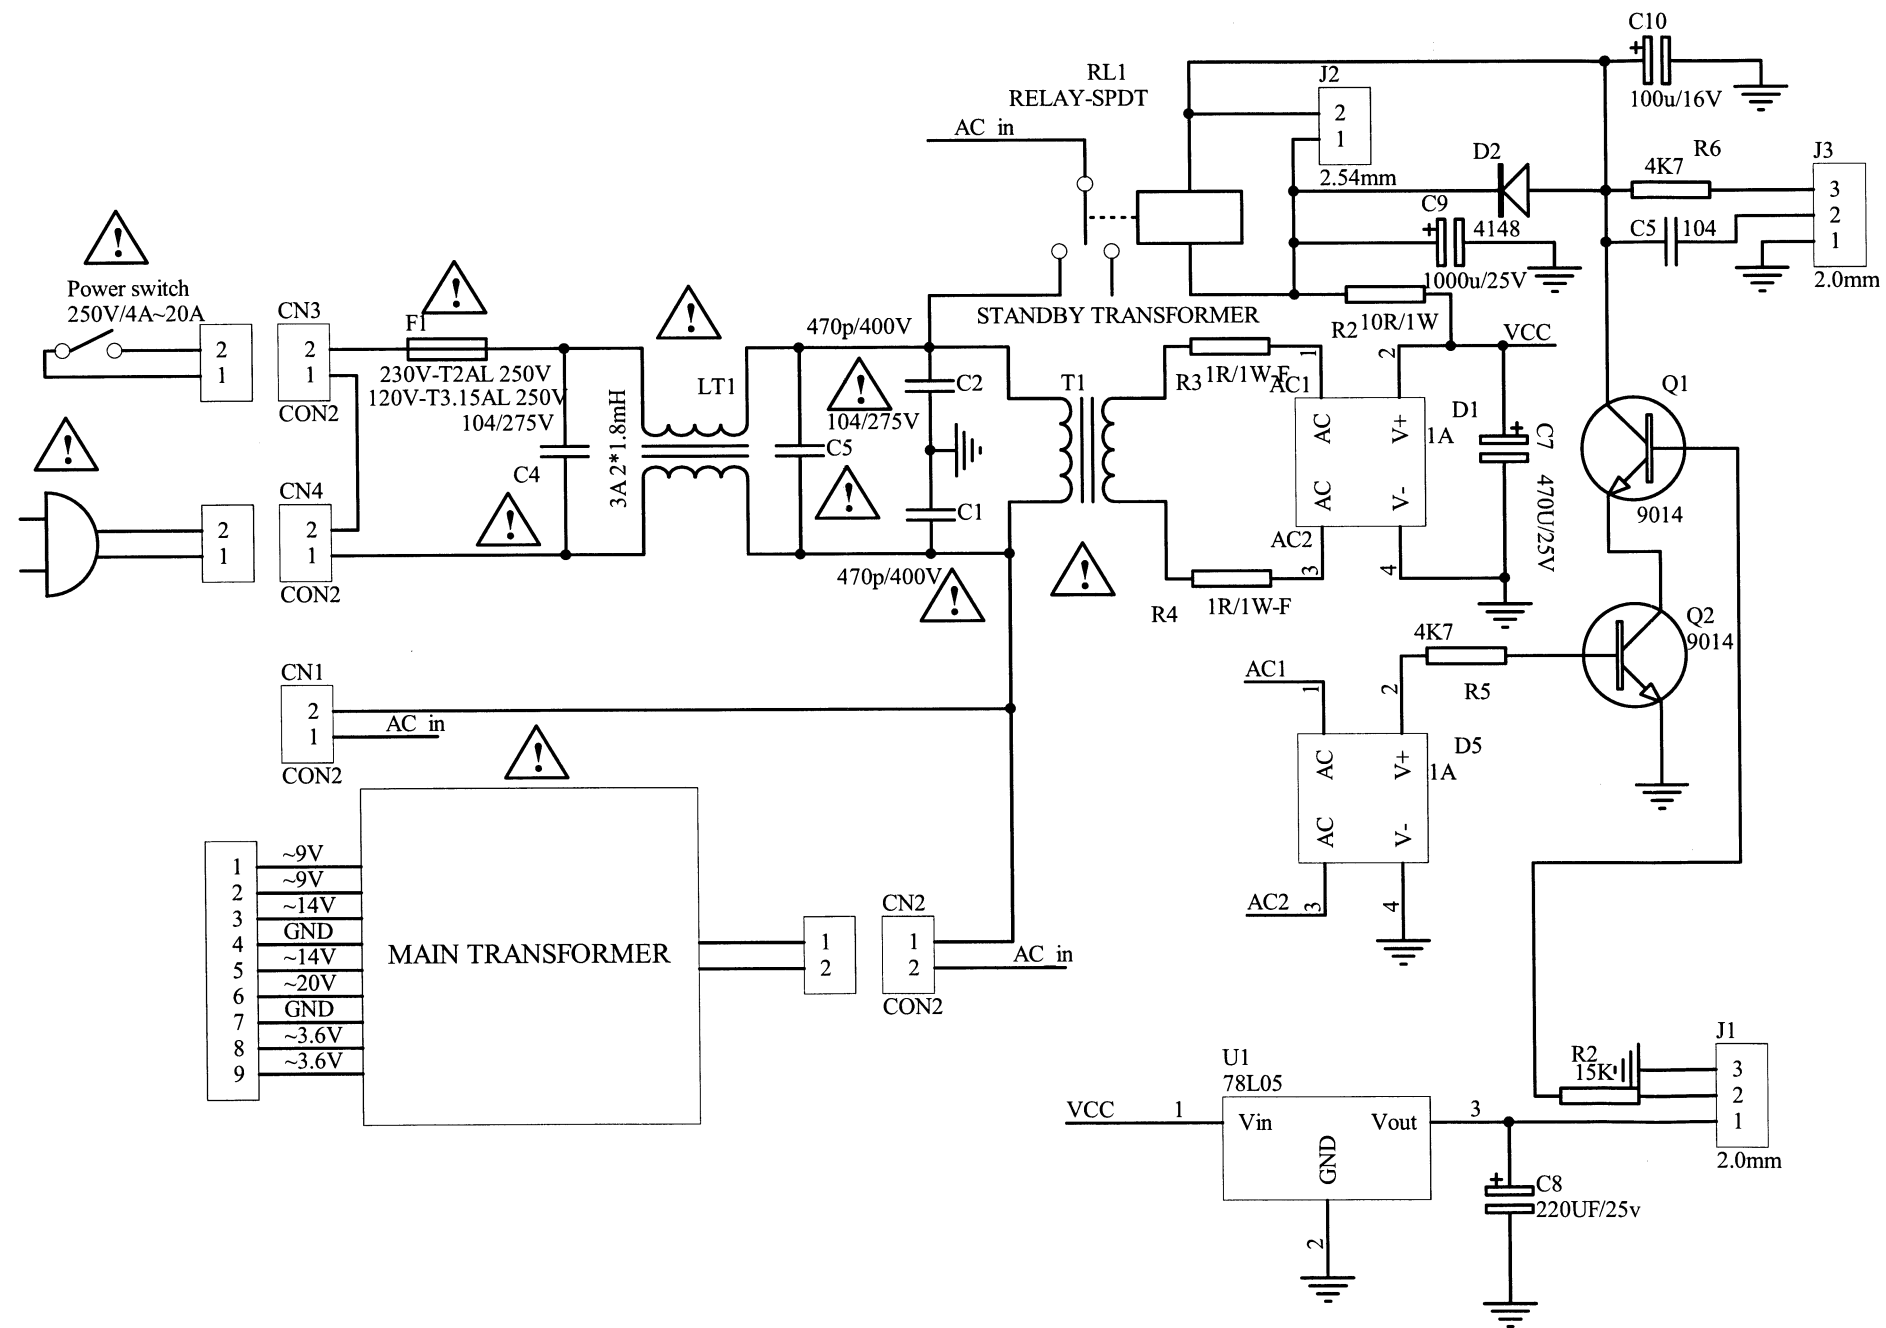 C10
100u/16V
RL1
RELAY-SPDT
AC_in
J2
2
1
2.54mm
D2
4148
C9
1000u/25V
R6
4K7
C5
104
J3
3
2
1
2.0mm
!
Power switch
250V/4A~20A
2
1
CN3
2
1
CON2
!
F1
230V-T2AL 250V
120V-T3.15AL 250V
104/275V
C4
!
!
LT1
3A 2*1.8mH
470p/400V
!
104/275V
C5
!
C2
C1
470p/400V
!
STANDBY TRANSFORMER
T1
!
R3
1R/1W-F
R4
1R/1W-F
R2
10R/1W
VCC
AC1
1
2
AC
V+
AC
V-
AC2
3
4
D1
1A
C7
470U/25V
Q1
9014
Q2
9014
4K7
R5
!
2
1
CN4
2
1
CON2
CN1
2
1
AC_in
CON2
!
AC1
1
2
AC
V+
AC
V-
D5
1A
AC2
3
4
1
2
3
4
5
6
7
8
9
~9V
~9V
~14V
GND
~14V
~20V
GND
~3.6V
~3.6V
MAIN TRANSFORMER
1
2
CN2
1
2
AC_in
CON2
U1
78L05
VCC
1
Vin
Vout
GND
3
2
C8
220UF/25v
R2
15K
J1
3
2
1
2.0mm